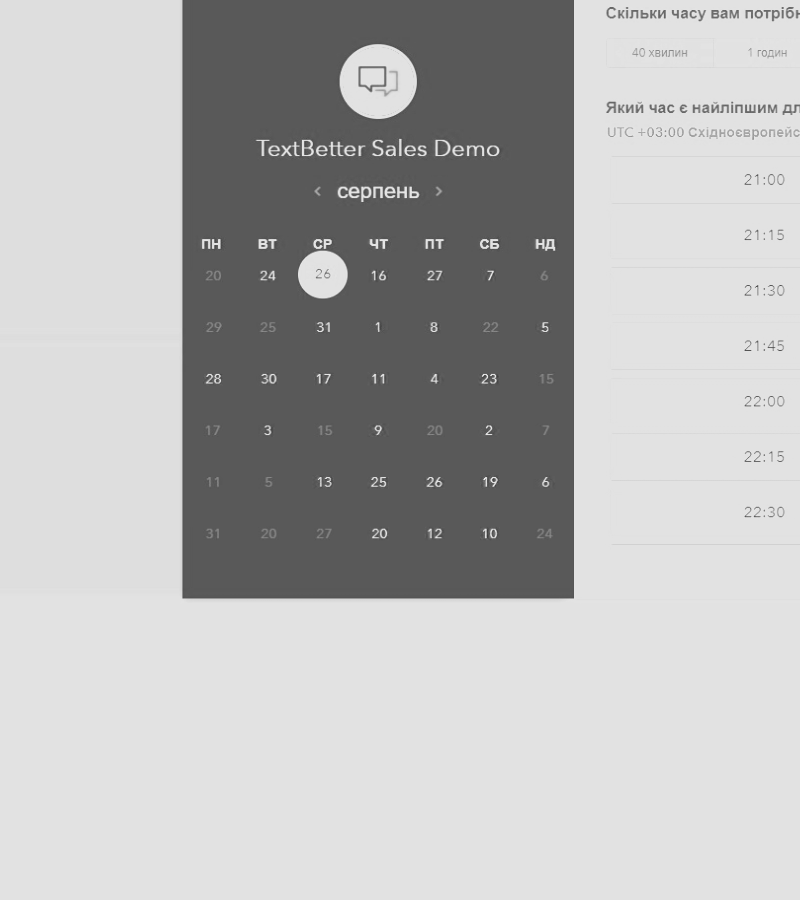 TextBetter Sales Demo
серпень
ПН ВТ СР ЧТ ПТ СБ НД
20 24 26 16 27 7 6
29 25 31 1 8 22 5
28 30 17 11 4 23 15
17 3 15 9 20 2 7
11 5 13 25 26 19 6
31 20 27 20 12 10 24
Скільки часу вам потрібн
40 хвилин 1 годин
Який час є найліпшим дл
UTC +03:00 Східноєвропейс
21:00
21:15
21:30
21:45
22:00
22:15
22:30